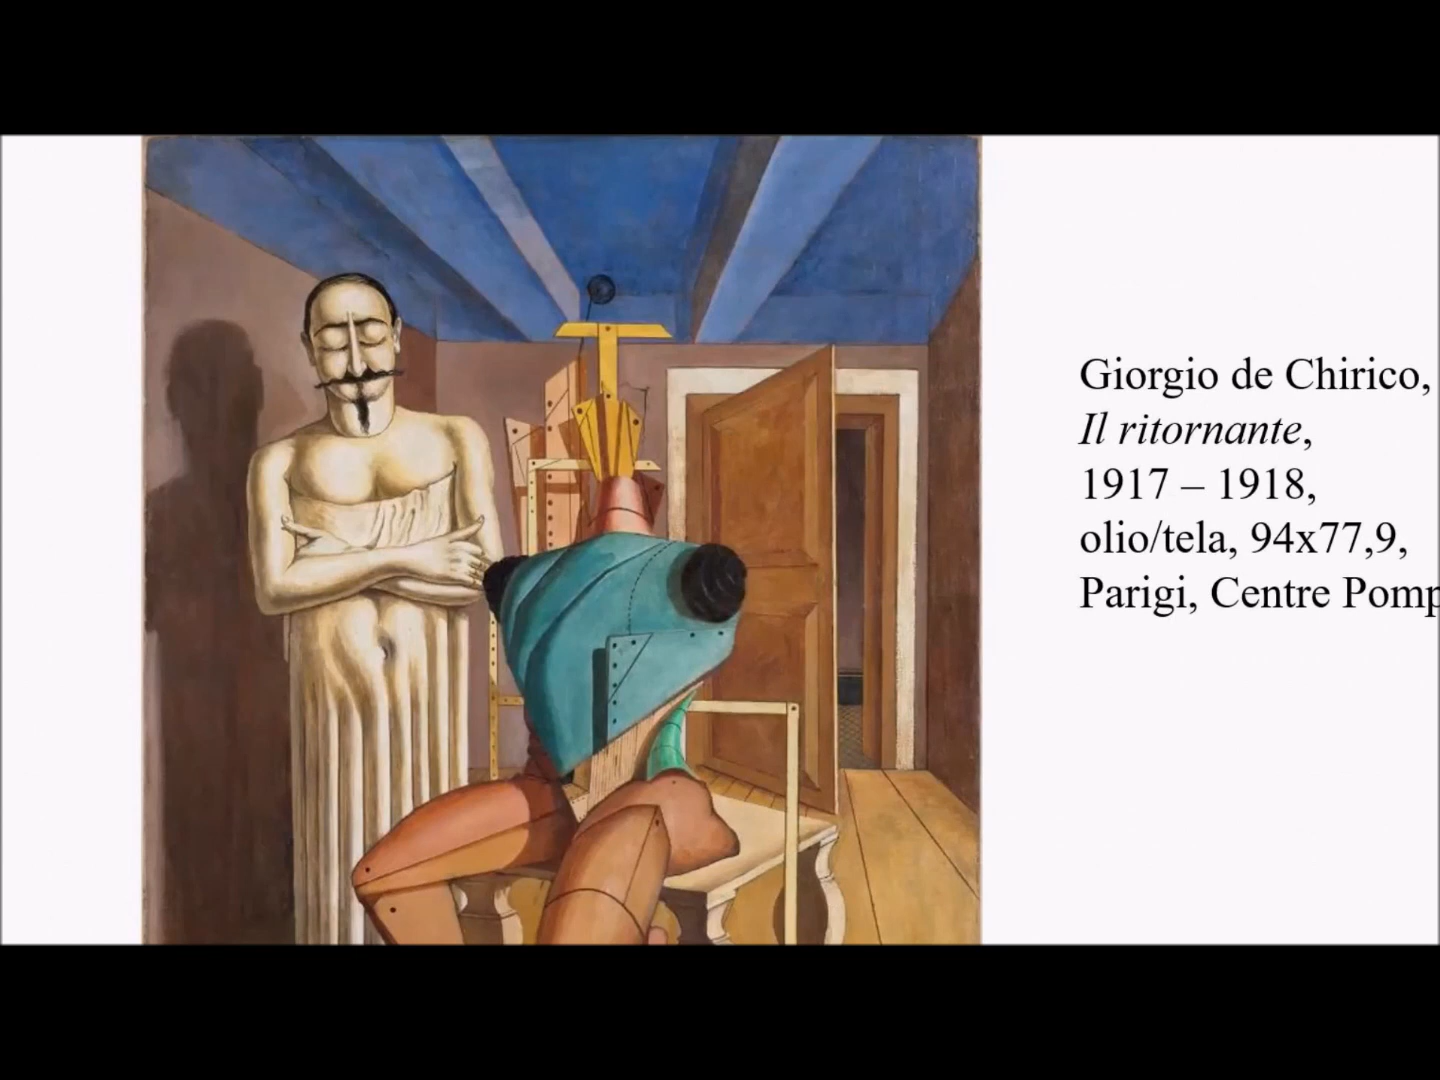 Giorgio de Chirico,
Il ritornante,
1917 – 1918,
olio/tela, 94x77,9,
Parigi, Centre Pomp